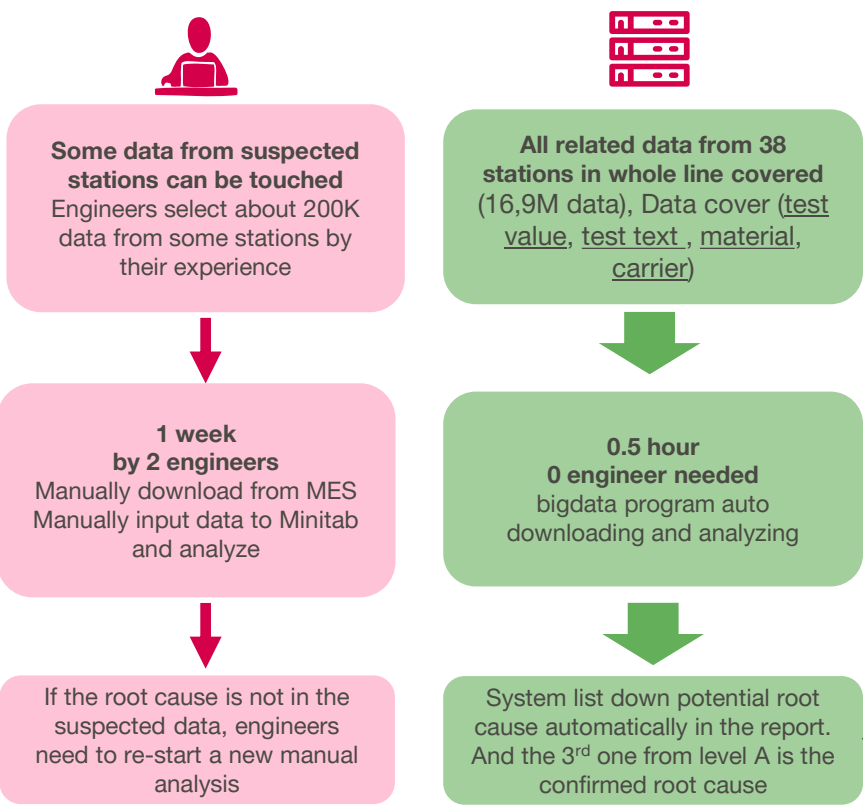 Some data from suspected
stations can be touched
Engineers select about 200K
data from some stations by
their experience
1 week
by 2 engineers
Manually download from MES
Manually input data to Minitab
and analyze
If the root cause is not in the
suspected data, engineers
need to re-start a new manual
analysis
All related data from 38
stations in whole line covered
(16,9M data), Data cover (test
value, test text , material,
carrier)
0.5 hour
0 engineer needed
bigdata program auto
downloading and analyzing
System list down potential root
cause automatically in the report.
And the 3rd one from level A is the
confirmed root cause